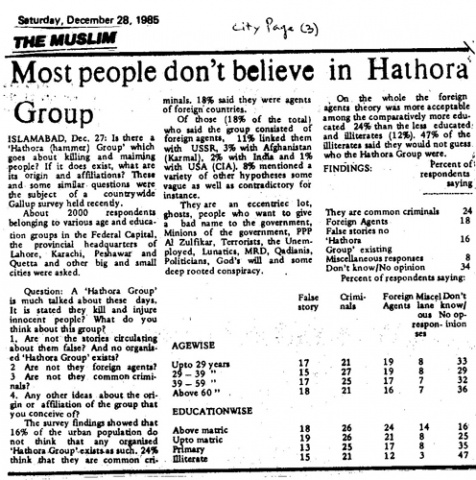 Saturday, December 28, 1985
City Page (3)
THE MUSLIM
Most people don't believe in Hathora
Group
ISLAMABAD, Dec. 27: Is there a
'Hathora (hammer) Group' which
goes about killing and maiming
people? If it does exist, what are
its origin and affiliations? These
and some similar questions were
the subject of a countrywide
Gallup survey held recently.
About 2000 respondents
belonging to various age and educa-
tion groups in the Federal Capital,
the provincial headquarters of
Lahore, Karachi, Peshawar and
Quetta and other big and small
cities were asked.
Question: A 'Hathora Group'
is much talked about these days.
It is stated they kill and injure
innocent people? What do you
think about this group?
1. Are not the stories circulating
about them false? And no organis-
ed 'Hathora Group' exists?
2 Are not they foreign agents?
3 Are not they common crimi-
nals?
4. Any other ideas about the ori-
gin or affiliation of the group that
you conceive of?
The survey findings showed that
16% of the urban population do
not think that any organised
'Hathora Group' exists as such. 24%
think that they are common cri-
minals. 18% said they were agents
of foreign countries.
Of those (18% of the total)
who said the group consisted of
foreign agents, 11% linked them
with USSR, 3% with Afghanistan
(Karmal), 2% with India and 1%
with USA (CIA). 8% mentioned a
variety of other hypotheses some
vague as well as contradictory for
instance.
They are an eccentric lot,
ghosts, people who want to give
a bad name to the government,
Minions of the government, PPP
Al Zulfikar, Terrorists, the Unem-
ployed, Lunatics, MRD, Qadianis,
Politicians, God's will and some
deep rooted conspiracy.
On the whole the foreign
agents theory was more acceptable
among the comparatively more edu-
cated 24% than the less educated
and illiterates (12%). 47% of the
illiterates said they would not guess
who the Hathora Group were.
FINDINGS: Percent of
respondents
saying
They are common criminals 24
Foreign Agents 18
False stories no
'Hathora 16
Group' existing
Miscellaneous responses 8
Don't know/No opinion 34
Percent of respondents saying:
False Crimi- Foreign Miscel Don't
story nals Agents lane know/
ous No op-
respon- inion
ses
AGEWISE
Upto 29 years 17 21 19 8 33
29 – 39 " 15 27 19 8 29
39 – 59 " 17 25 17 7 32
Above 60 " 18 21 16 7 36
EDUCATIONWISE
Above matric 18 26 24 14 16
Upto matric 19 26 21 8 25
Primary 13 25 17 8 35
Illiterate 15 21 12 3 47